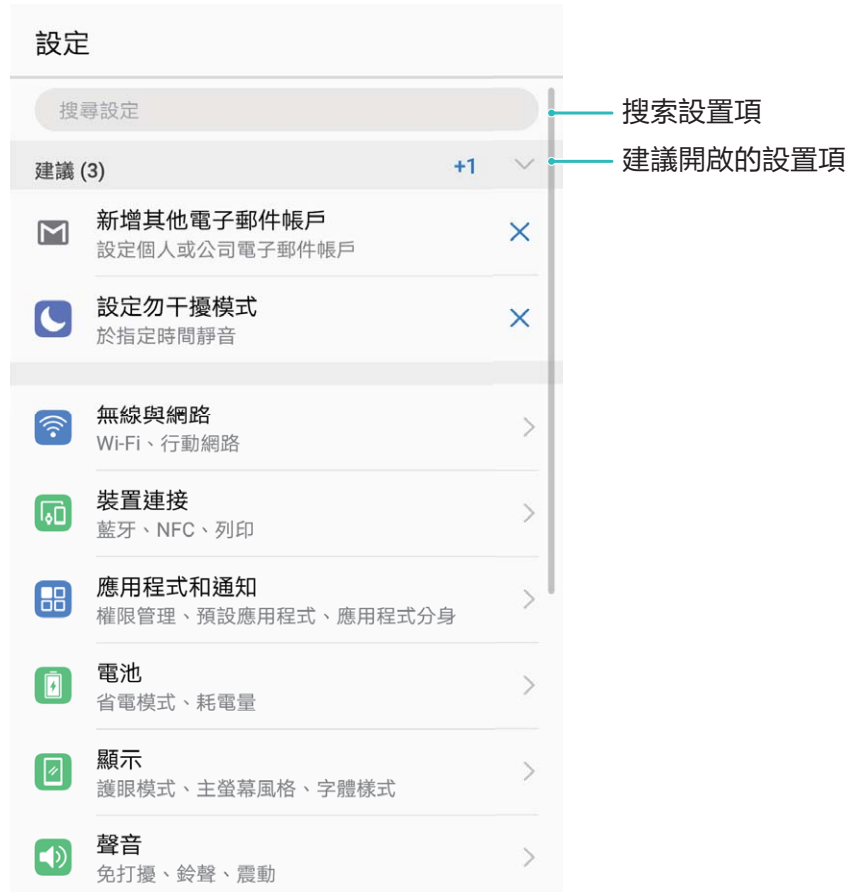 設定
搜尋設定
搜索設置項
建議 (3)
+1
建議開啟的設置項
新增其他電子郵件帳戶
設定個人或公司電子郵件帳戶
設定勿干擾模式
於指定時間靜音
無線與網路
Wi-Fi、行動網路
裝置連接
藍牙、NFC、列印
應用程式和通知
權限管理、預設應用程式、應用程式分身
電池
省電模式、耗電量
顯示
護眼模式、主螢幕風格、字體樣式
聲音
免打擾、鈴聲、震動